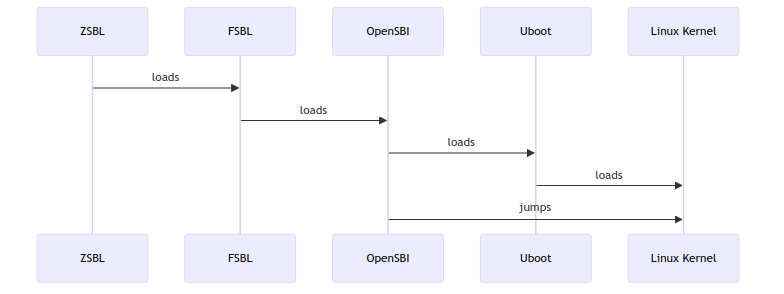 ZSBL FSBL OpenSBI Uboot Linux Kernel
loads
loads
loads
loads
jumps
ZSBL FSBL OpenSBI Uboot Linux Kernel